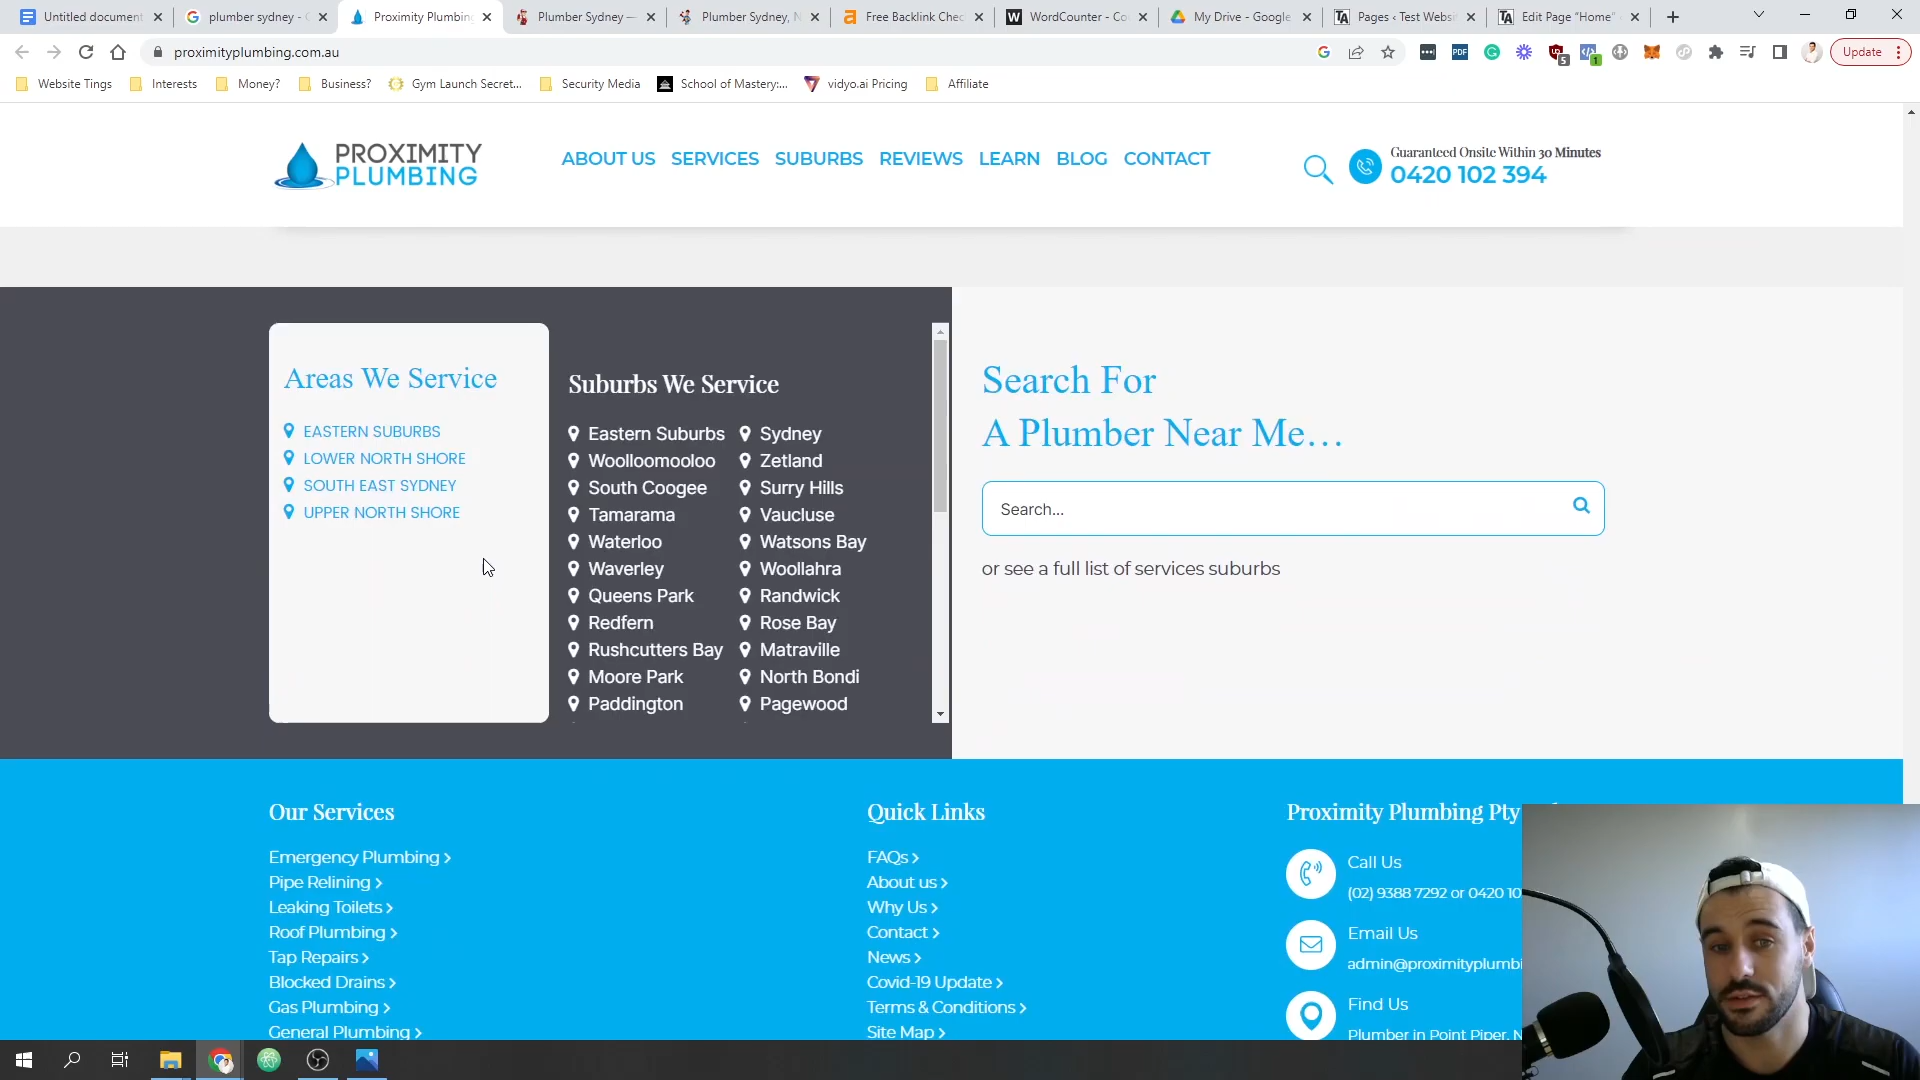 Untitled document
plumber sydney -
Proximity Plumbing
Plumber Sydney —
Plumber Sydney, N
Free Backlink Chec
WordCounter - Co
My Drive - Google
Pages ‹ Test Websi
Edit Page “Home”
proximityplumbing.com.au
PDF
5
1
Update
Website Tings
Interests
Money?
Business?
Gym Launch Secret...
Security Media
School of Mastery:...
vidyo.ai Pricing
Affiliate
PROXIMITY
PLUMBING
ABOUT US
SERVICES
SUBURBS
REVIEWS
LEARN
BLOG
CONTACT
Guaranteed Onsite Within 30 Minutes
0420 102 394
Areas We Service
EASTERN SUBURBS
LOWER NORTH SHORE
SOUTH EAST SYDNEY
UPPER NORTH SHORE
Suburbs We Service
Eastern Suburbs
Woolloomooloo
South Coogee
Tamarama
Waterloo
Waverley
Queens Park
Redfern
Rushcutters Bay
Moore Park
Paddington
Sydney
Zetland
Surry Hills
Vaucluse
Watsons Bay
Woollahra
Randwick
Rose Bay
Matraville
North Bondi
Pagewood
Search For
A Plumber Near Me...
Search...
or see a full list of services suburbs
Our Services
Emergency Plumbing
Pipe Relining
Leaking Toilets
Roof Plumbing
Tap Repairs
Blocked Drains
Gas Plumbing
General Plumbing
Quick Links
FAQs
About us
Why Us
Contact
News
Covid-19 Update
Terms & Conditions
Site Map
Proximity Plumbing Pty
Call Us
(02) 9388 7292 or 0420 10
Email Us
admin@proximityplumbi
Find Us
Plumber in Point Piper, N